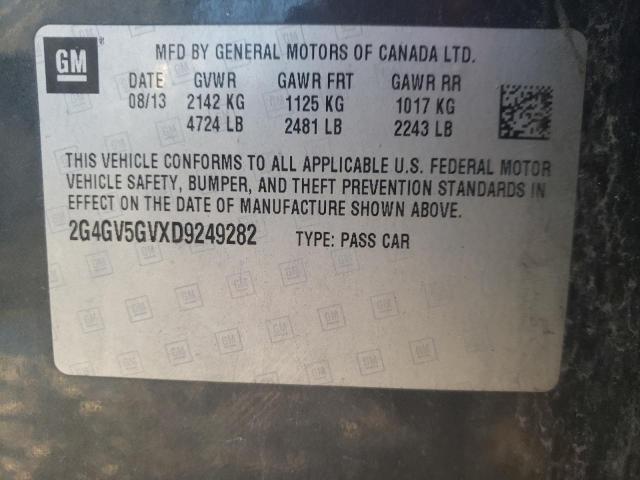 GM
MFD BY GENERAL MOTORS OF CANADA LTD.
DATE GVWR GAWR FRT GAWR RR
08/13 2142 KG 1125 KG 1017 KG
4724 LB 2481 LB 2243 LB
THIS VEHICLE CONFORMS TO ALL APPLICABLE U.S. FEDERAL MOTOR
VEHICLE SAFETY, BUMPER, AND THEFT PREVENTION STANDARDS IN
EFFECT ON THE DATE OF MANUFACTURE SHOWN ABOVE.
2G4GV5GVXD9249282 TYPE: PASS CAR